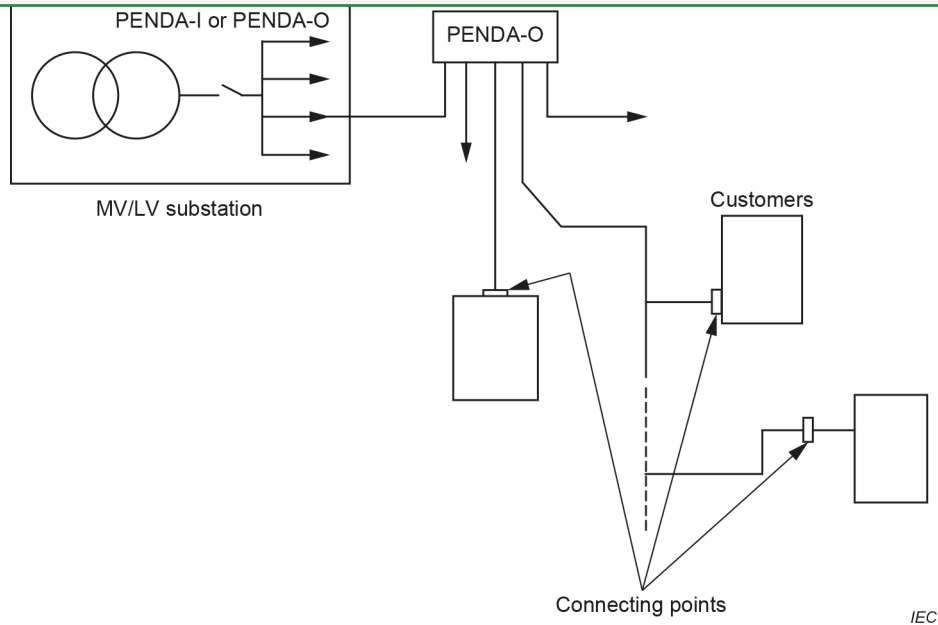 PENDA-I or PENDA-O
PENDA-O
MV/LV substation
Customers
Connecting points
IEC